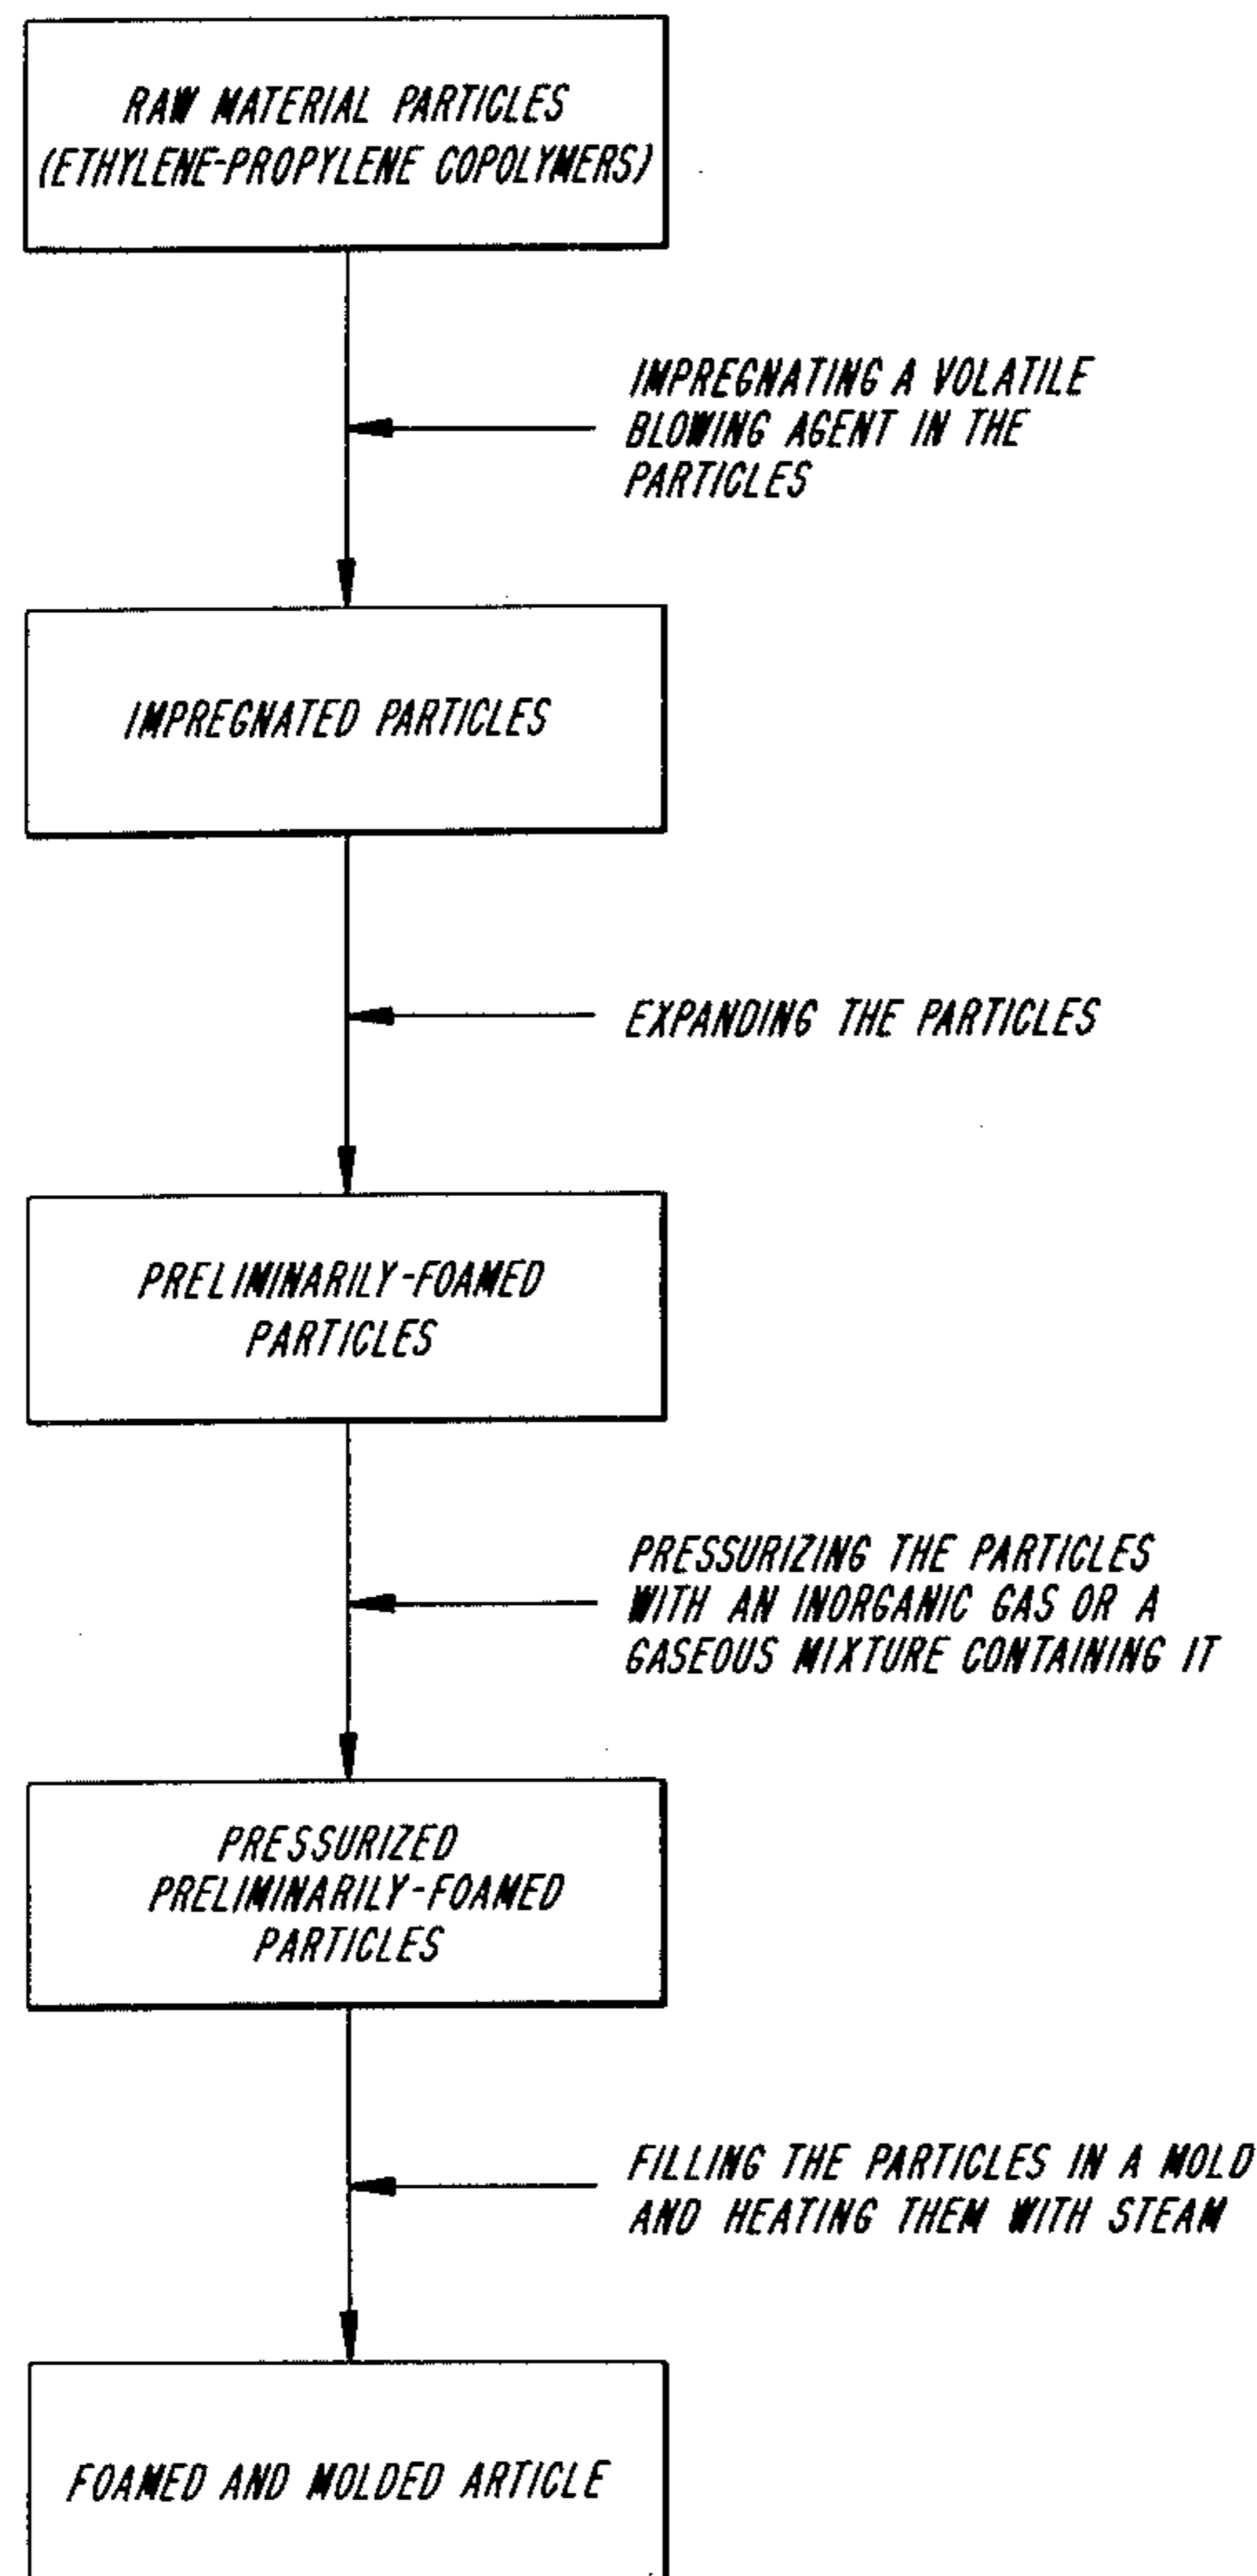 RAW MATERIAL PARTICLES
(ETHYLENE-PROPYLENE COPOLYMERS)
IMPREGNATING A VOLATILE
BLOWING AGENT IN THE
PARTICLES
IMPREGNATED PARTICLES
EXPANDING THE PARTICLES
PRELIMINARILY-FOAMED
PARTICLES
PRESSURIZING THE PARTICLES
WITH AN INORGANIC GAS OR A
GASEOUS MIXTURE CONTAINING IT
PRESSURIZED
PRELIMINARILY-FOAMED
PARTICLES
FILLING THE PARTICLES IN A MOLD
AND HEATING THEM WITH STEAM
FOAMED AND MOLDED ARTICLE